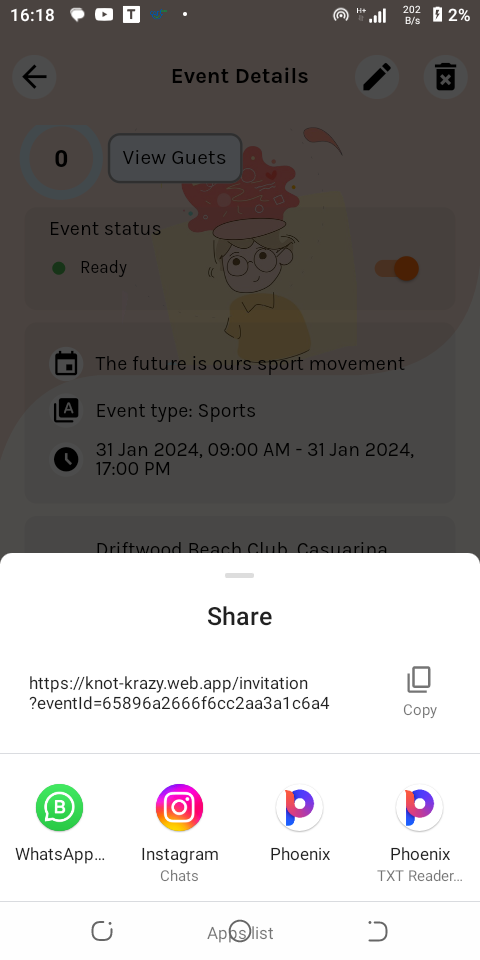 16:18
T
H+
202
B/s
2%
Event Details
0
View Guets
Event status
Ready
The future is ours sport movement
A
Event type: Sports
31 Jan 2024, 09:00 AM - 31 Jan 2024,
17:00 PM
Driftwood Beach Club, Casuarina
Share
https://knot-krazy.web.app/invitation
?eventId=65896a2666f6cc2aa3a1c6a4
Copy
B
WhatsApp...
Instagram
Chats
Phoenix
Phoenix
TXT Reader...
Apps list